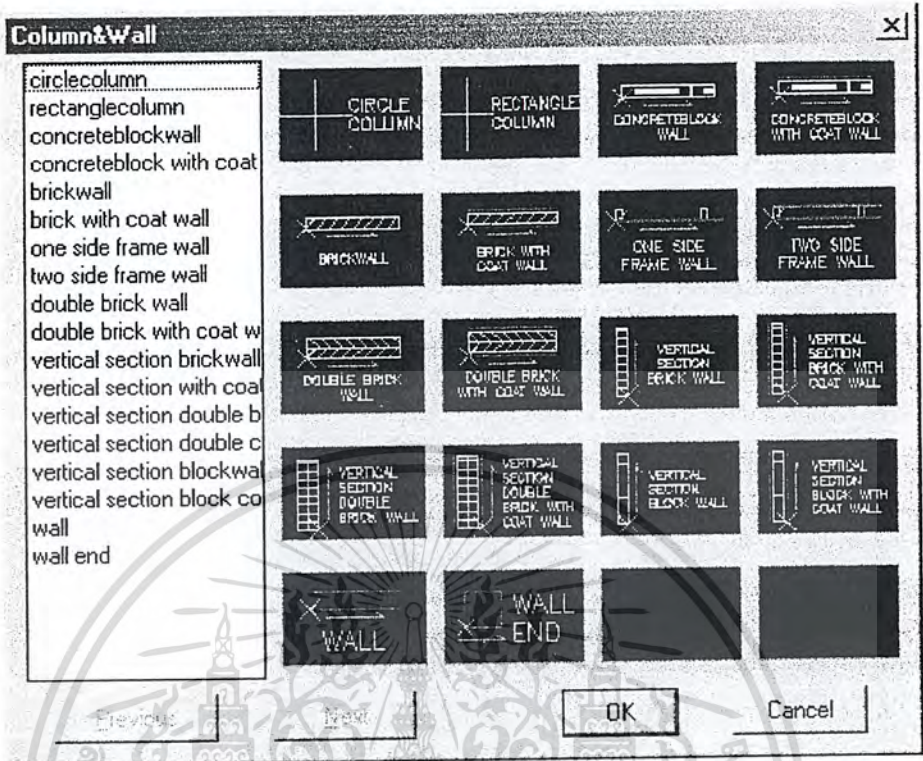 Column&Wall
circlecolumn
rectanglecolumn
concreteblockwall
concreteblock with coat
brickwall
brick with coat wall
one side frame wall
two side frame wall
double brick wall
double brick with coat w
vertical section brickwall
vertical section with coat
vertical section double b
vertical section double c
vertical section blockwal
vertical section block co
wall
wall end
CIRCLE
COLUMN
RECTANGLE
COLUMN
CONCRETEBLOCK
WALL
CONCRETEBLOCK
WITH COAT WALL
BRICKWALL
BRICK WITH
COAT WALL
ONE SIDE
FRAME WALL
TWO SIDE
FRAME WALL
DOUBLE BRICK
WALL
DOUBLE BRICK
WITH COAT WALL
VERTICAL
SECTION
BRICK WALL
VERTICAL
SECTION
BRICK WITH
COAT WALL
VERTICAL
SECTION
DOUBLE
BRICK WALL
VERTICAL
SECTION
DOUBLE
BRICK WITH
COAT WALL
VERTICAL
SECTION
BLOCK WALL
VERTICAL
SECTION
BLOCK WITH
COAT WALL
WALL
WALL
END
Previous
Next
OK
Cancel